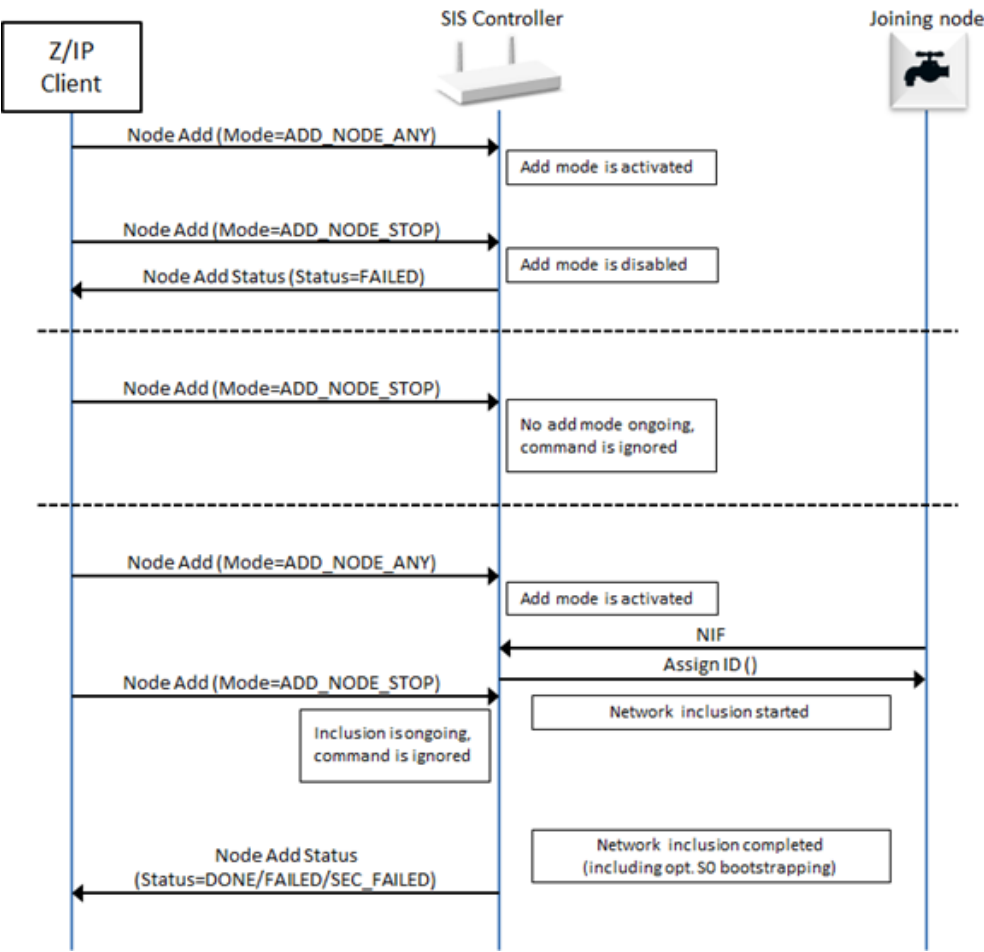 SIS Controller
Joining node
Z/IP
Client
Node Add (Mode=ADD_NODE_ANY)
Add mode is activated
Node Add (Mode=ADD_NODE_STOP)
Add mode is disabled
Node Add Status (Status=FAILED)
Node Add (Mode=ADD_NODE_STOP)
No add mode ongoing,
command is ignored
Node Add (Mode=ADD_NODE_ANY)
Add mode is activated
NIF
Assign ID ()
Node Add (Mode=ADD_NODE_STOP)
Network inclusion started
Inclusion is ongoing,
command is ignored
Network inclusion completed
(including opt. S0 bootstrapping)
Node Add Status
(Status=DONE/FAILED/SEC_FAILED)